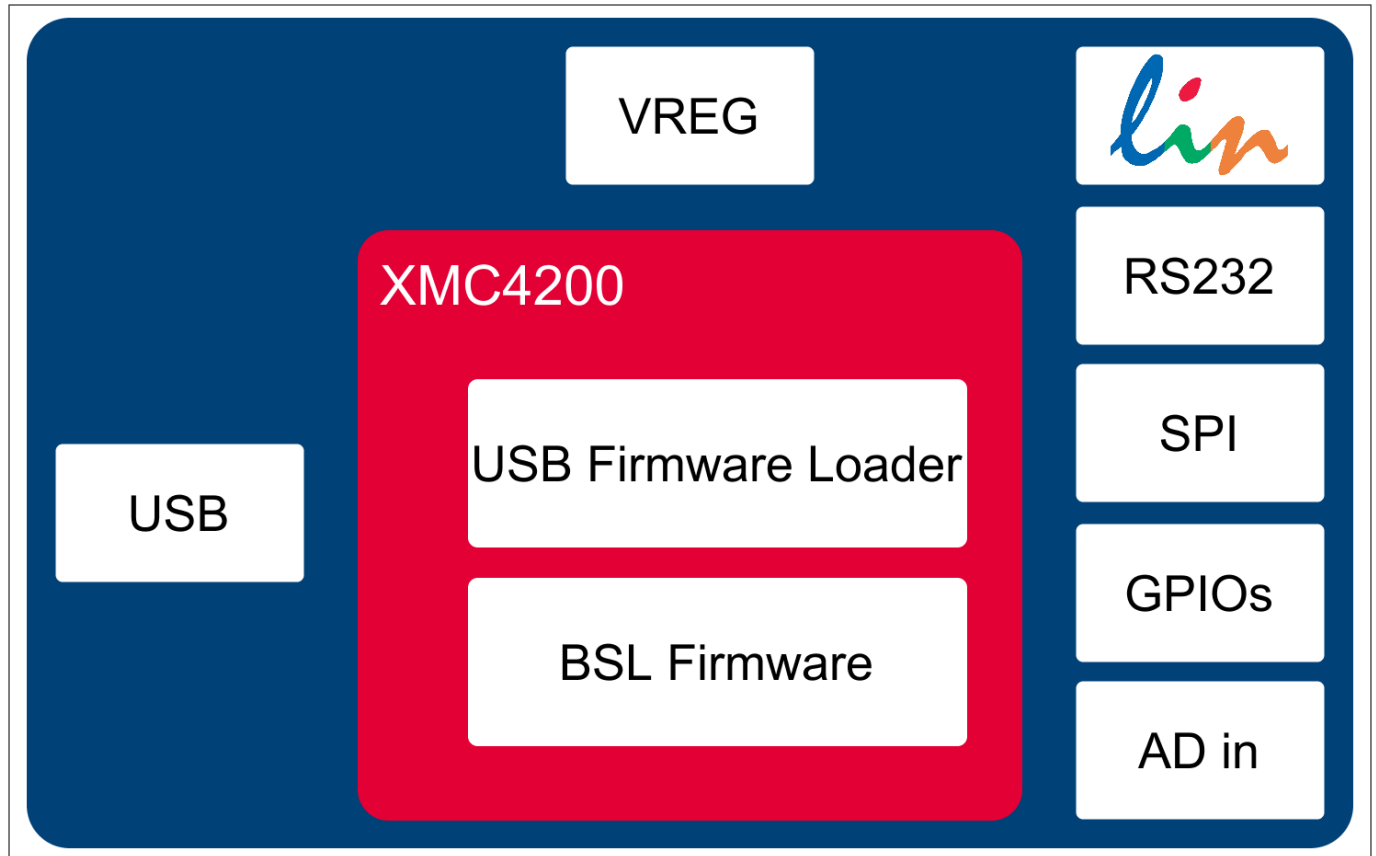 VREG
lin
XMC4200
RS232
USB Firmware Loader
SPI
USB
GPIOs
BSL Firmware
AD in